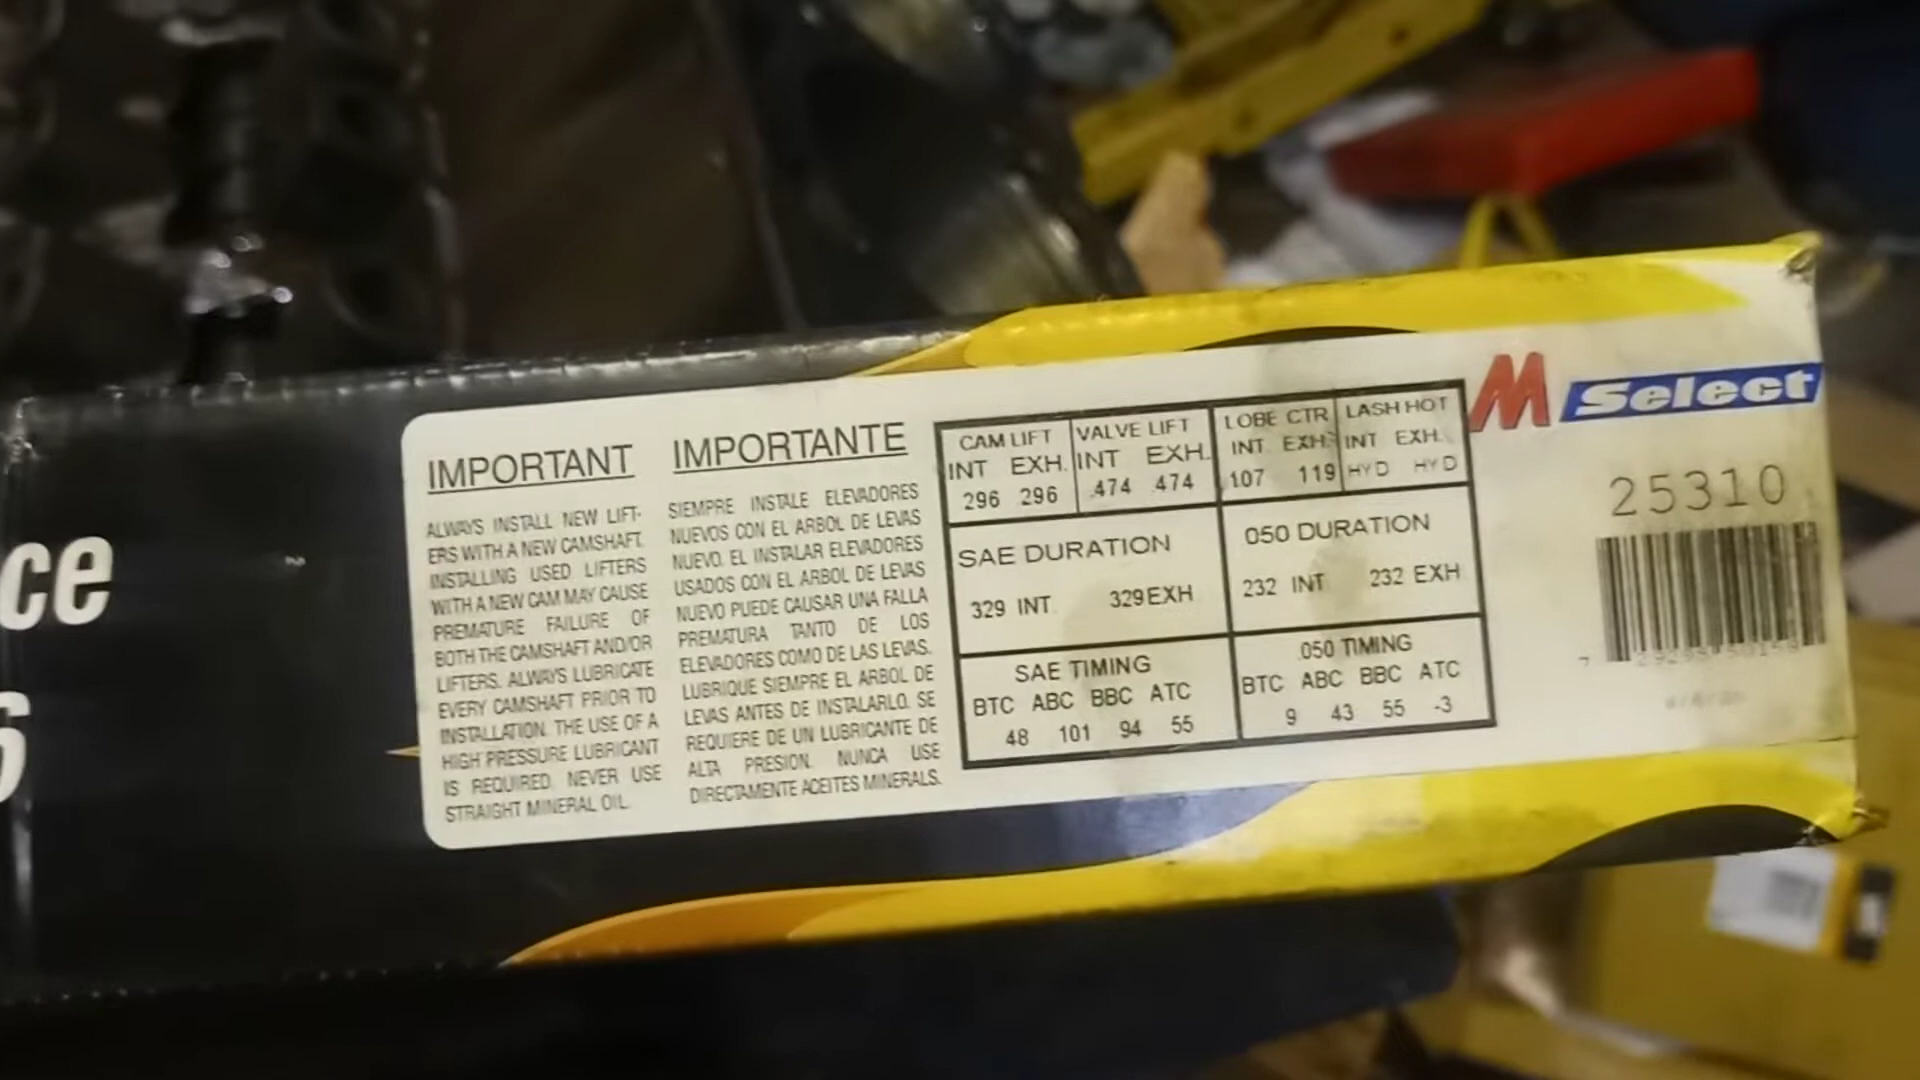 ce
6
IMPORTANT
ALWAYS INSTALL NEW LIFT-
ERS WITH A NEW CAMSHAFT.
INSTALLING USED LIFTERS
WITH A NEW CAM MAY CAUSE
PREMATURE FAILURE OF
BOTH THE CAMSHAFT AND/OR
LIFTERS. ALWAYS LUBRICATE
EVERY CAMSHAFT PRIOR TO
INSTALLATION. THE USE OF A
HIGH PRESSURE LUBRICANT
IS REQUIRED. NEVER USE
STRAIGHT MINERAL OIL.
IMPORTANTE
SIEMPRE INSTALE ELEVADORES
NUEVOS CON EL ARBOL DE LEVAS
NUEVO. EL INSTALAR ELEVADORES
USADOS CON EL ARBOL DE LEVAS
NUEVO PUEDE CAUSAR UNA FALLA
PREMATURA TANTO DE LOS
ELEVADORES COMO DE LAS LEVAS.
LUBRIQUE SIEMPRE EL ARBOL DE
LEVAS ANTES DE INSTALARLO. SE
REQUIERE DE UN LUBRICANTE DE
ALTA PRESION. NUNCA USE
DIRECTAMENTE ACEITES MINERALS.
CAM LIFT VALVE LIFT LOBE CTR LASH HOT
INT EXH. INT EXH. INT EXH. INT EXH.
296 296 .474 .474 107 119 HYD HYD
SAE DURATION 050 DURATION
329 INT. 329 EXH 232 INT 232 EXH
SAE TIMING .050 TIMING
BTC ABC BBC ATC BTC ABC BBC ATC
48 101 94 55 9 43 55 -3
M Select
25310